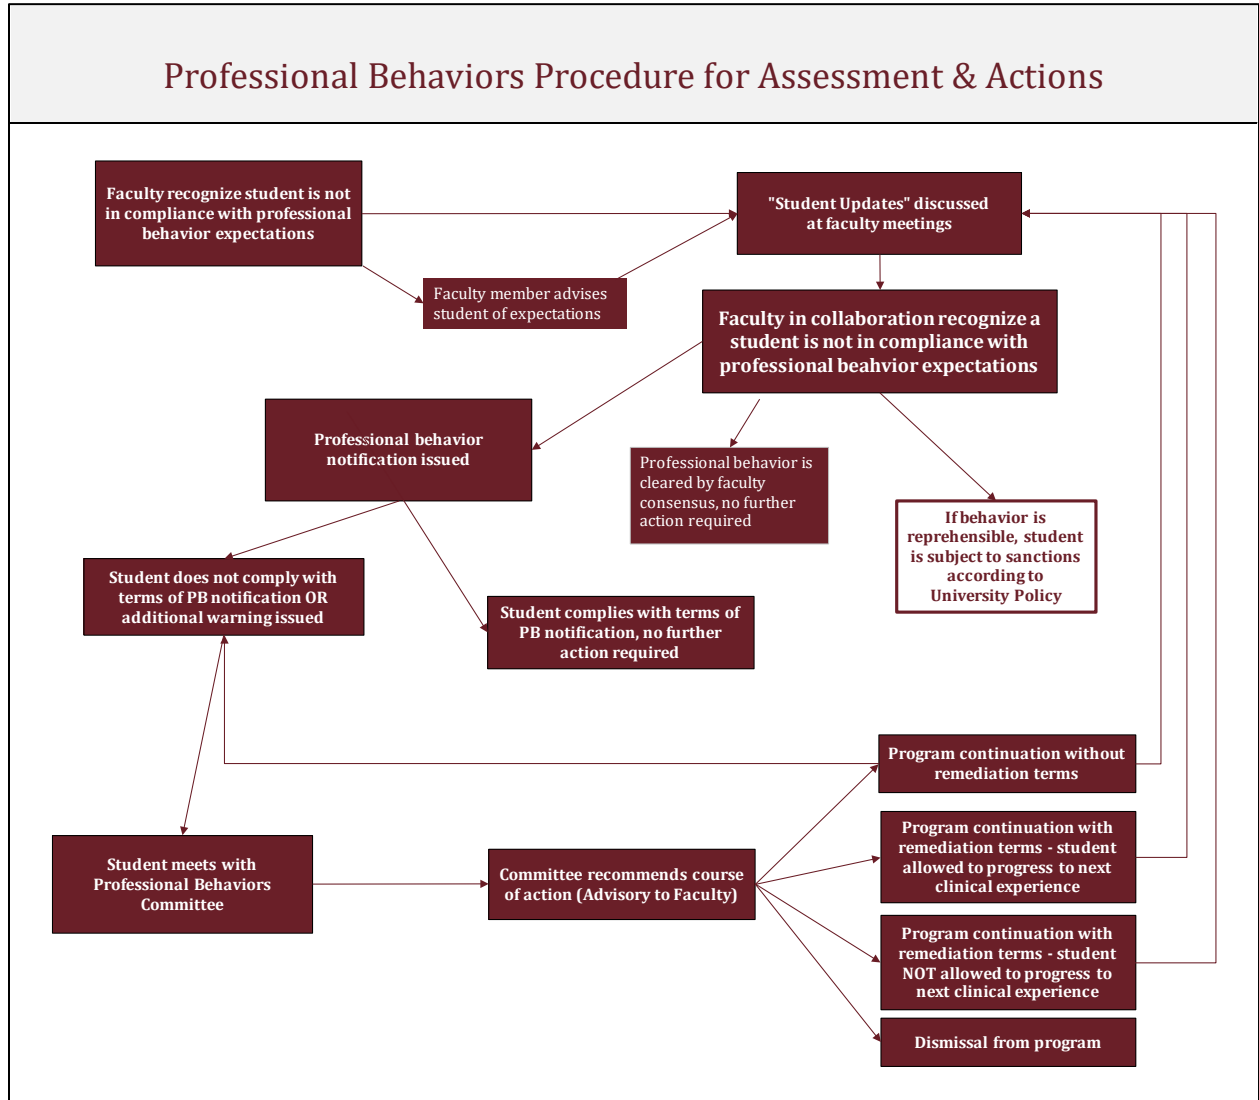 Professional Behaviors Procedure for Assessment & Actions
Faculty recognize student is not
in compliance with professional
behavior expectations
"Student Updates" discussed
at faculty meetings
Faculty member advises
student of expectations
Faculty in collaboration recognize a
student is not in compliance with
professional beahvior expectations
Professional behavior
notification issued
Professional behavior is
cleared by faculty
consensus, no further
action required
If behavior is
reprehensible, student
is subject to sanctions
according to
University Policy
Student does not comply with
terms of PB notification OR
additional warning issued
Student complies with terms of
PB notification, no further
action required
Program continuation without
remediation terms
Program continuation with
remediation terms - student
allowed to progress to next
clinical experience
Student meets with
Professional Behaviors
Committee
Committee recommends course
of action (Advisory to Faculty)
Program continuation with
remediation terms - student
NOT allowed to progress to
next clinical experience
Dismissal from program